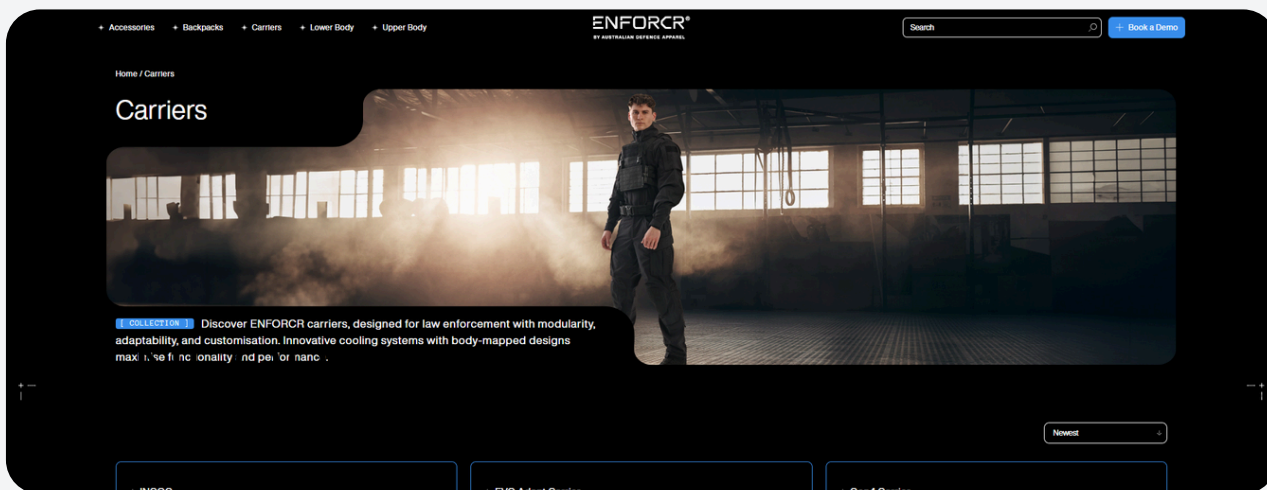 + Accessories + Backpacks + Carriers + Lower Body + Upper Body
ENFORCR®
BY AUSTRALIAN DEFENCE APPAREL
Search
+ Book a Demo
Home / Carriers
Carriers
[ COLLECTION ] Discover ENFORCR carriers, designed for law enforcement with modularity,
adaptability, and customisation. Innovative cooling systems with body-mapped designs
Newest